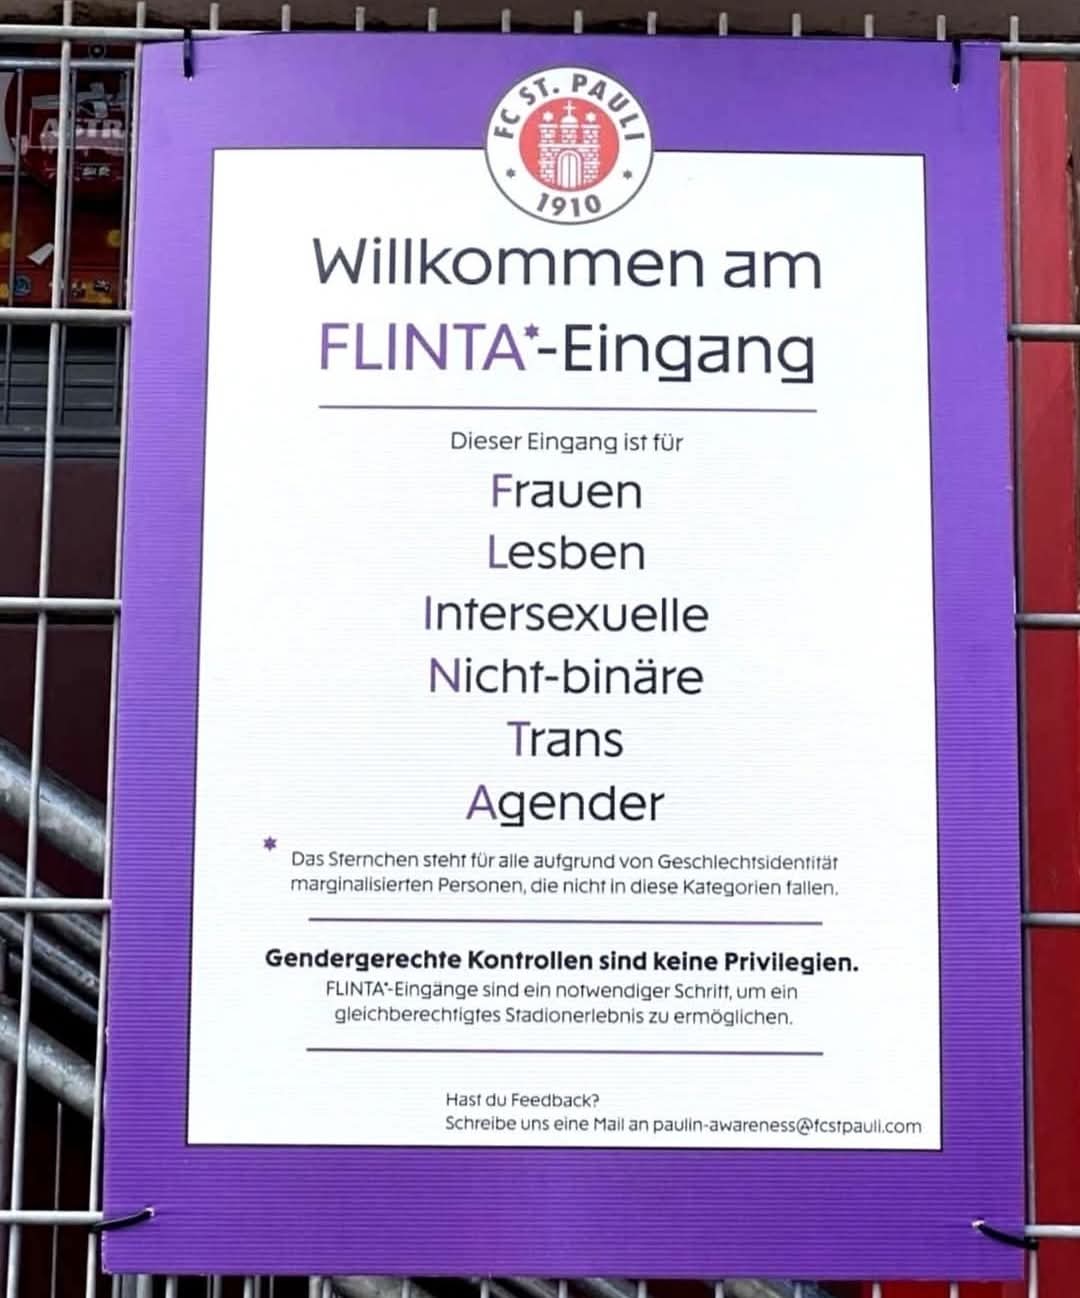 ASTR
FC ST. PAULI
1910
Willkommen am
FLINTA*-Eingang
Dieser Eingang ist für
Frauen
Lesben
Intersexuelle
Nicht-binäre
Trans
Agender
* Das Sternchen steht für alle aufgrund von Geschlechtsidentität
marginalisierten Personen, die nicht in diese Kategorien fallen.
Gendergerechte Kontrollen sind keine Privilegien.
FLINTA*-Eingänge sind ein notwendiger Schritt, um ein
gleichberechtigtes Stadionerlebnis zu ermöglichen.
Hast du Feedback?
Schreibe uns eine Mail an paulin-awareness@fcstpauli.com